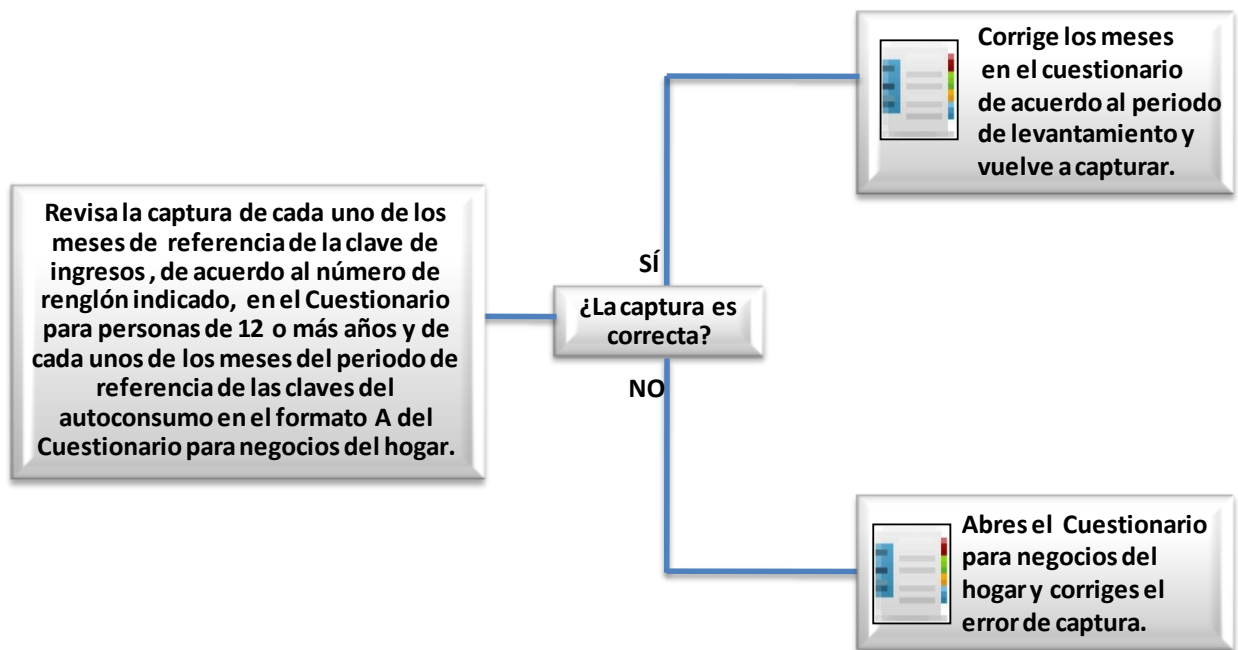 Revisa la captura de cada uno de los
meses de referencia de la clave de
ingresos , de acuerdo al número de
renglón indicado, en el Cuestionario
para personas de 12 o más años y de
cada unos de los meses del periodo de
referencia de las claves del
autoconsumo en el formato A del
Cuestionario para negocios del hogar.
¿La captura es
correcta?
SÍ
Corrige los meses
en el cuestionario
de acuerdo al periodo
de levantamiento y
vuelve a capturar.
NO
Abres el Cuestionario
para negocios del
hogar y corriges el
error de captura.